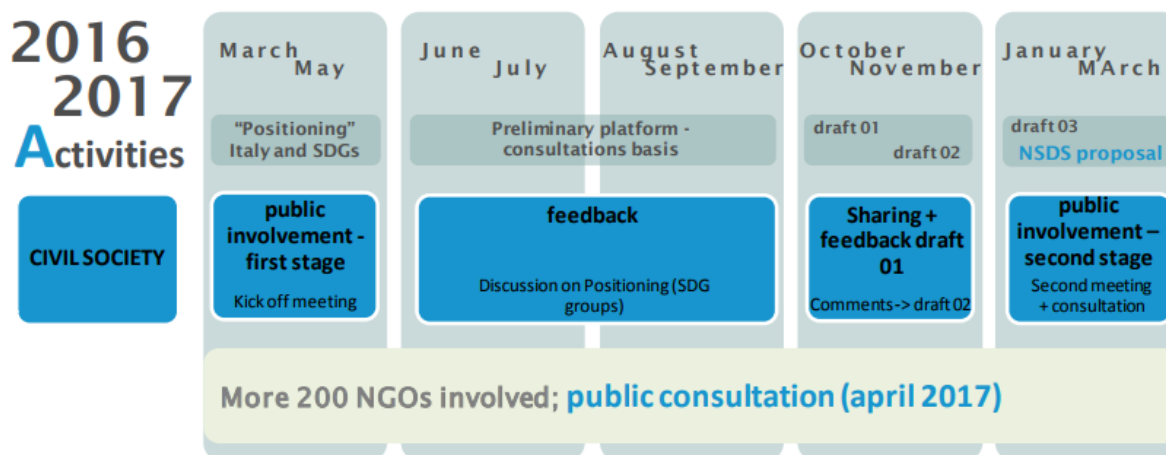 2016
2017
Activities
March
May
June
July
August
September
October
November
January
MArch
"Positioning"
Italy and SDGs
Preliminary platform -
consultations basis
draft 01
draft 02
draft 03
NSDS proposal
CIVIL SOCIETY
public
involvement -
first stage
Kick off meeting
feedback
Discussion on Positioning (SDG
groups)
Sharing +
feedback draft
01
Comments-> draft 02
public
involvement –
second stage
Second meeting
+ consultation
More 200 NGOs involved; public consultation (april 2017)